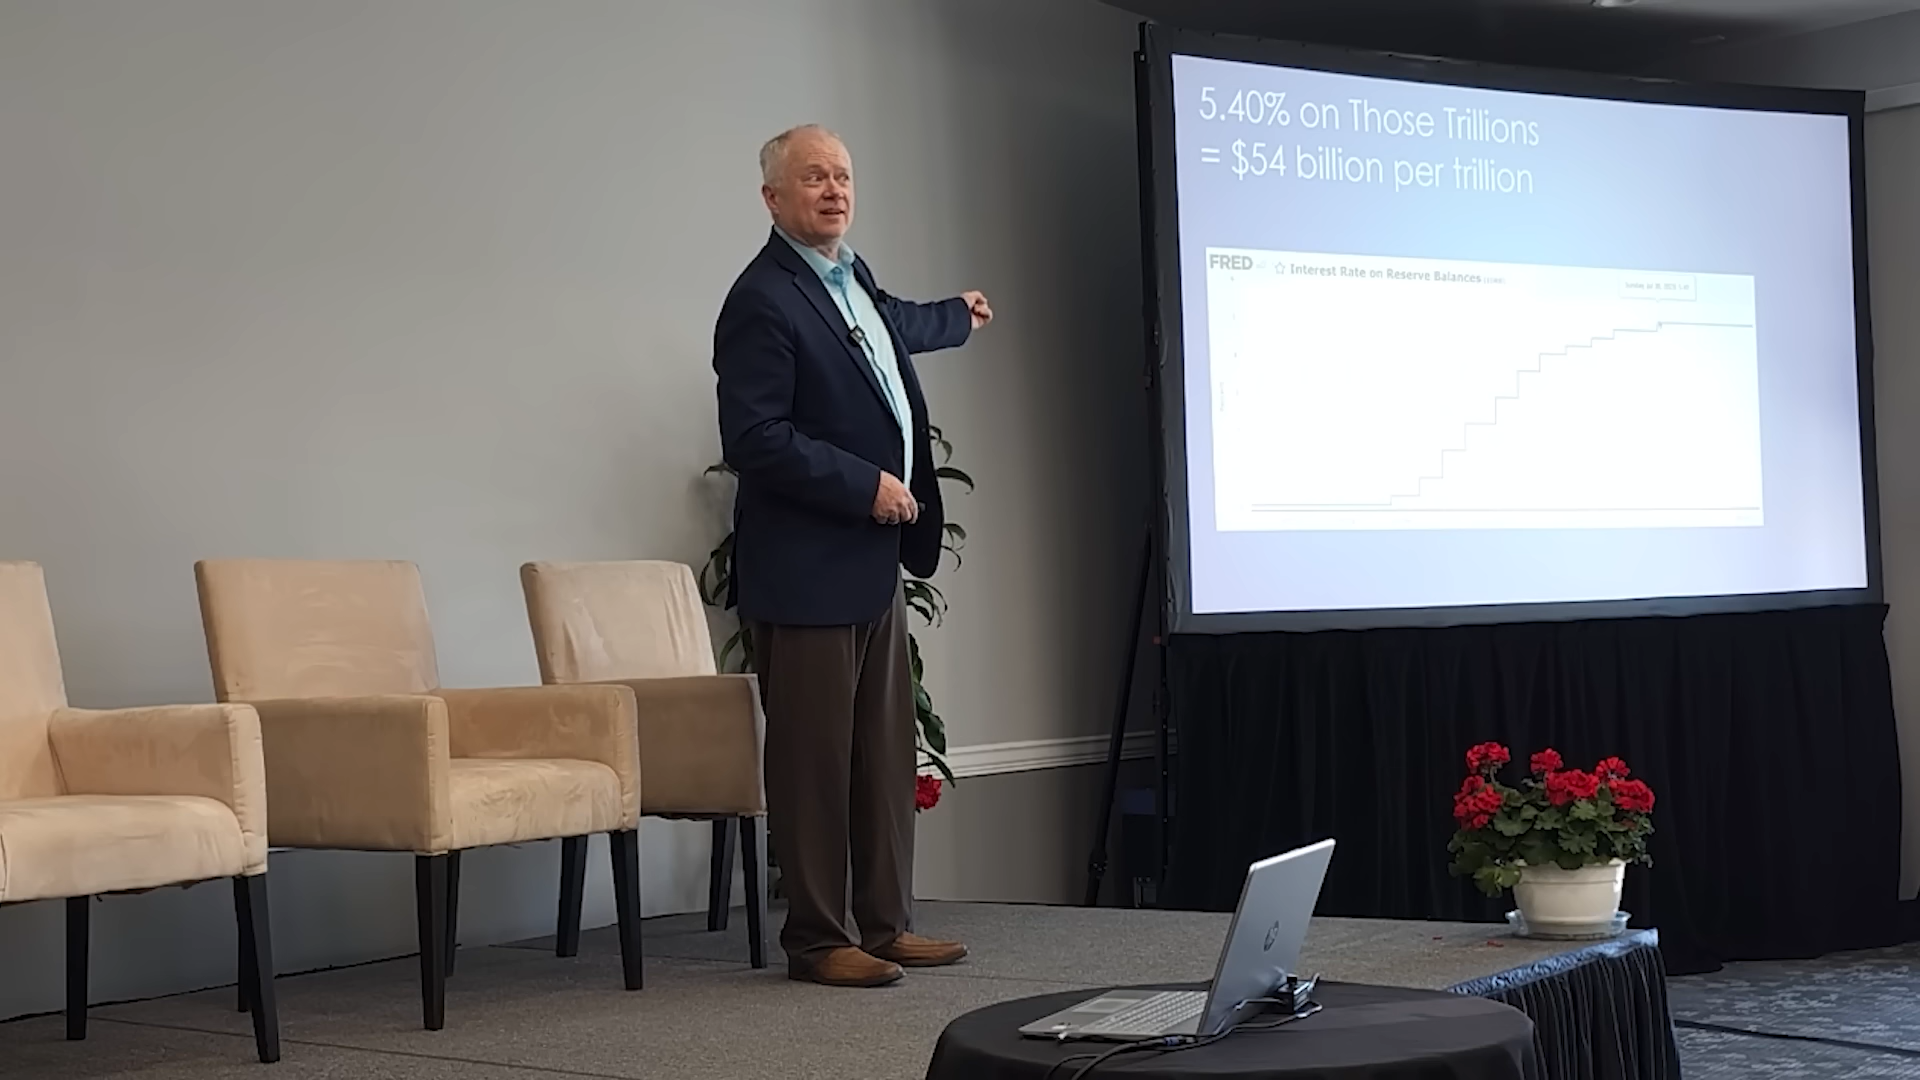 5.40% on Those Trillions
= $54 billion per trillion
FRED
Interest Rate on Reserve Balances